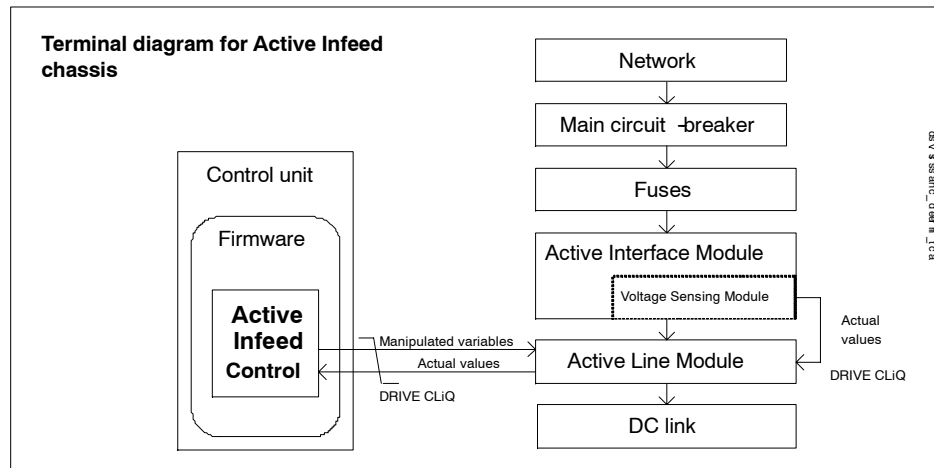 Terminal diagram for Active Infeed
chassis
Network
Main circuit -breaker
Fuses
Active Interface Module
Voltage Sensing Module
Active Line Module
DC link
Control unit
Firmware
Active
Infeed
Control
Manipulated variables
Actual values
DRIVE CLiQ
Actual
values
DRIVE CLiQ